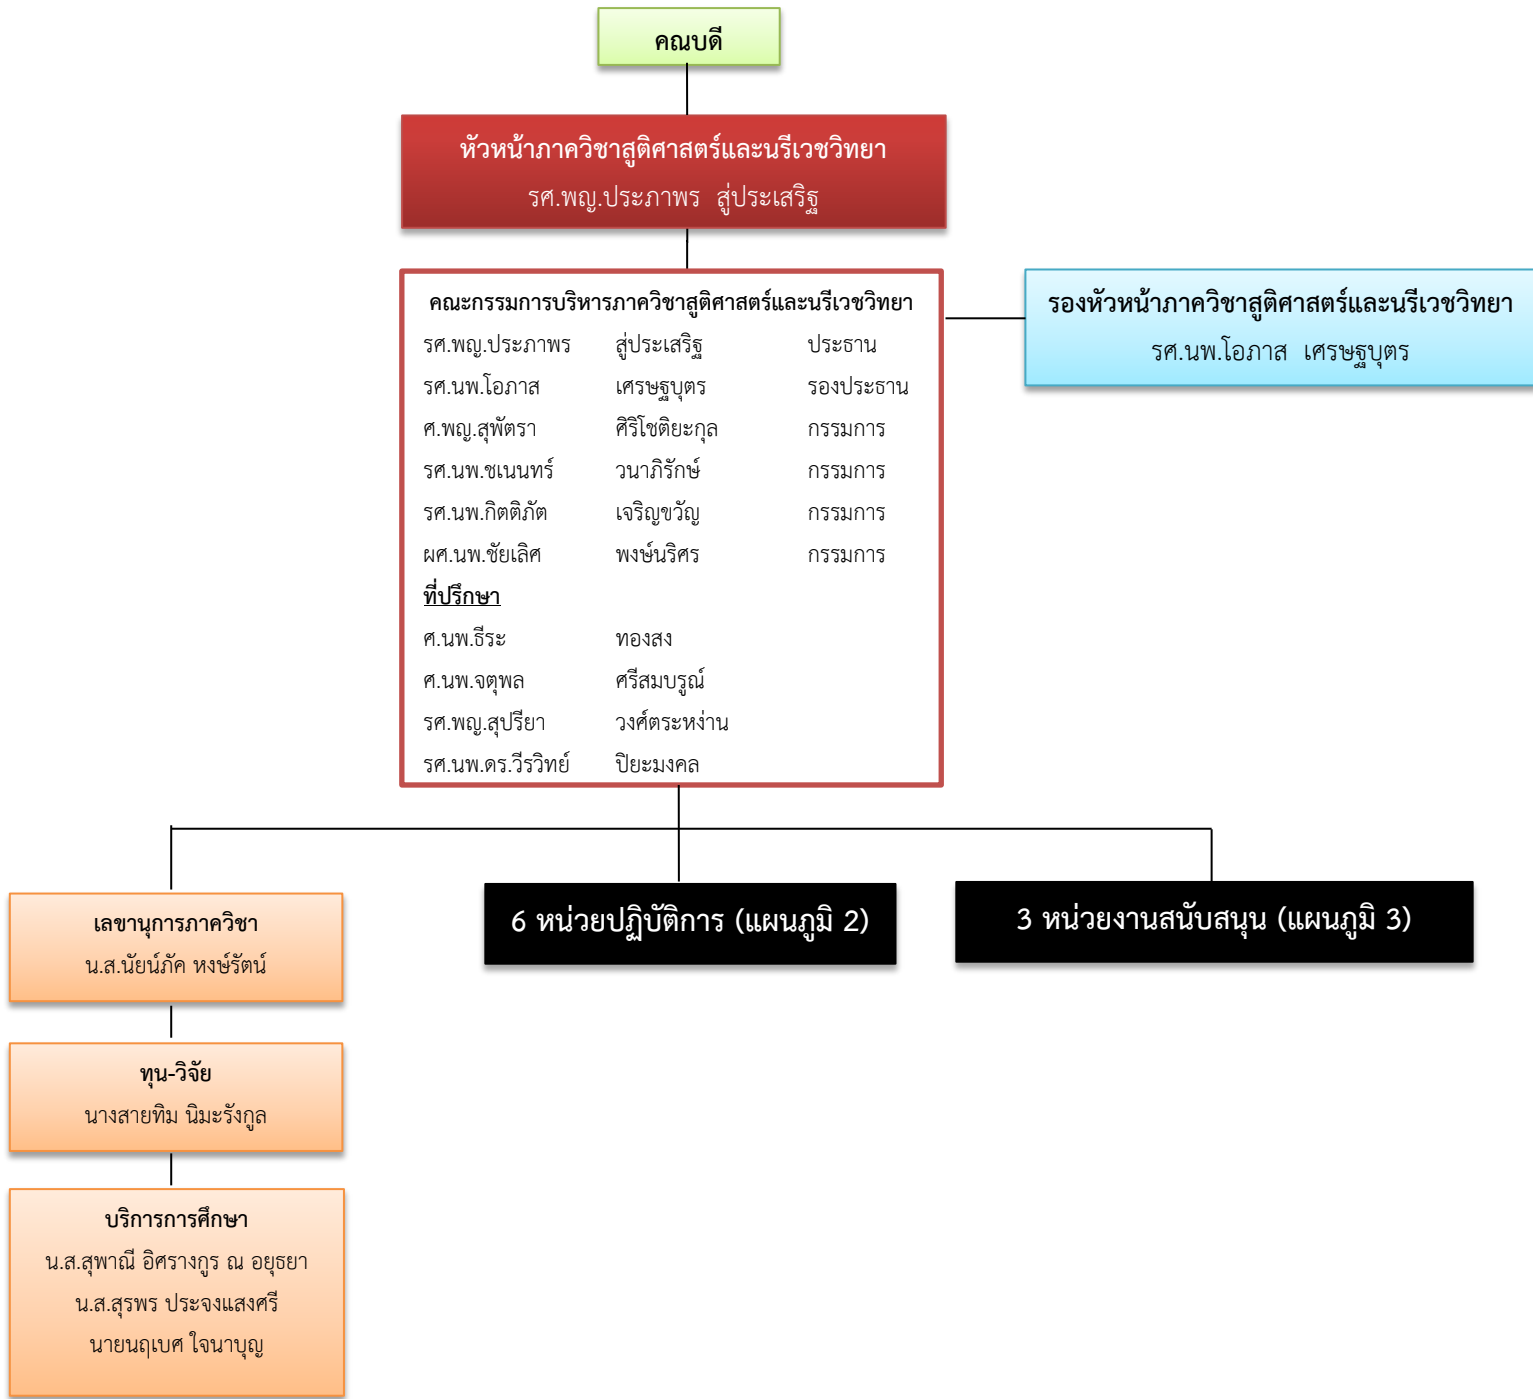 คณบดี
หัวหน้าภาควิชาสูติศาสตร์และนรีเวชวิทยา
รศ.พญ.ประภาพร สู่ประเสริฐ
คณะกรรมการบริหารภาควิชาสูติศาสตร์และนรีเวชวิทยา
รศ.พญ.ประภาพร สู่ประเสริฐ ประธาน
รศ.นพ.โอภาส เศรษฐบุตร รองประธาน
ศ.พญ.สุพัตรา ศิริโชติยะกุล กรรมการ
รศ.นพ.ชเนนทร์ วนาภิรักษ์ กรรมการ
รศ.นพ.กิตติภัต เจริญขวัญ กรรมการ
ผศ.นพ.ชัยเลิศ พงษ์นริศร กรรมการ
ที่ปรึกษา
ศ.นพ.ธีระ ทองสง
ศ.นพ.จตุพล ศรีสมบรูณ์
รศ.พญ.สุปรียา วงศ์ตระหง่าน
รศ.นพ.ดร.วีรวิทย์ ปิยะมงคล
รองหัวหน้าภาควิชาสูติศาสตร์และนรีเวชวิทยา
รศ.นพ.โอภาส เศรษฐบุตร
เลขานุการภาควิชา
น.ส.นัยน์ภัค หงษ์รัตน์
6 หน่วยปฏิบัติการ (แผนภูมิ 2)
3 หน่วยงานสนับสนุน (แผนภูมิ 3)
ทุน-วิจัย
นางสายทิม นิมะรังกูล
บริการการศึกษา
น.ส.สุพาณี อิศรางกูร ณ อยุธยา
น.ส.สุรพร ประจงแสงศรี
นายนฤเบศ ใจนาบุญ